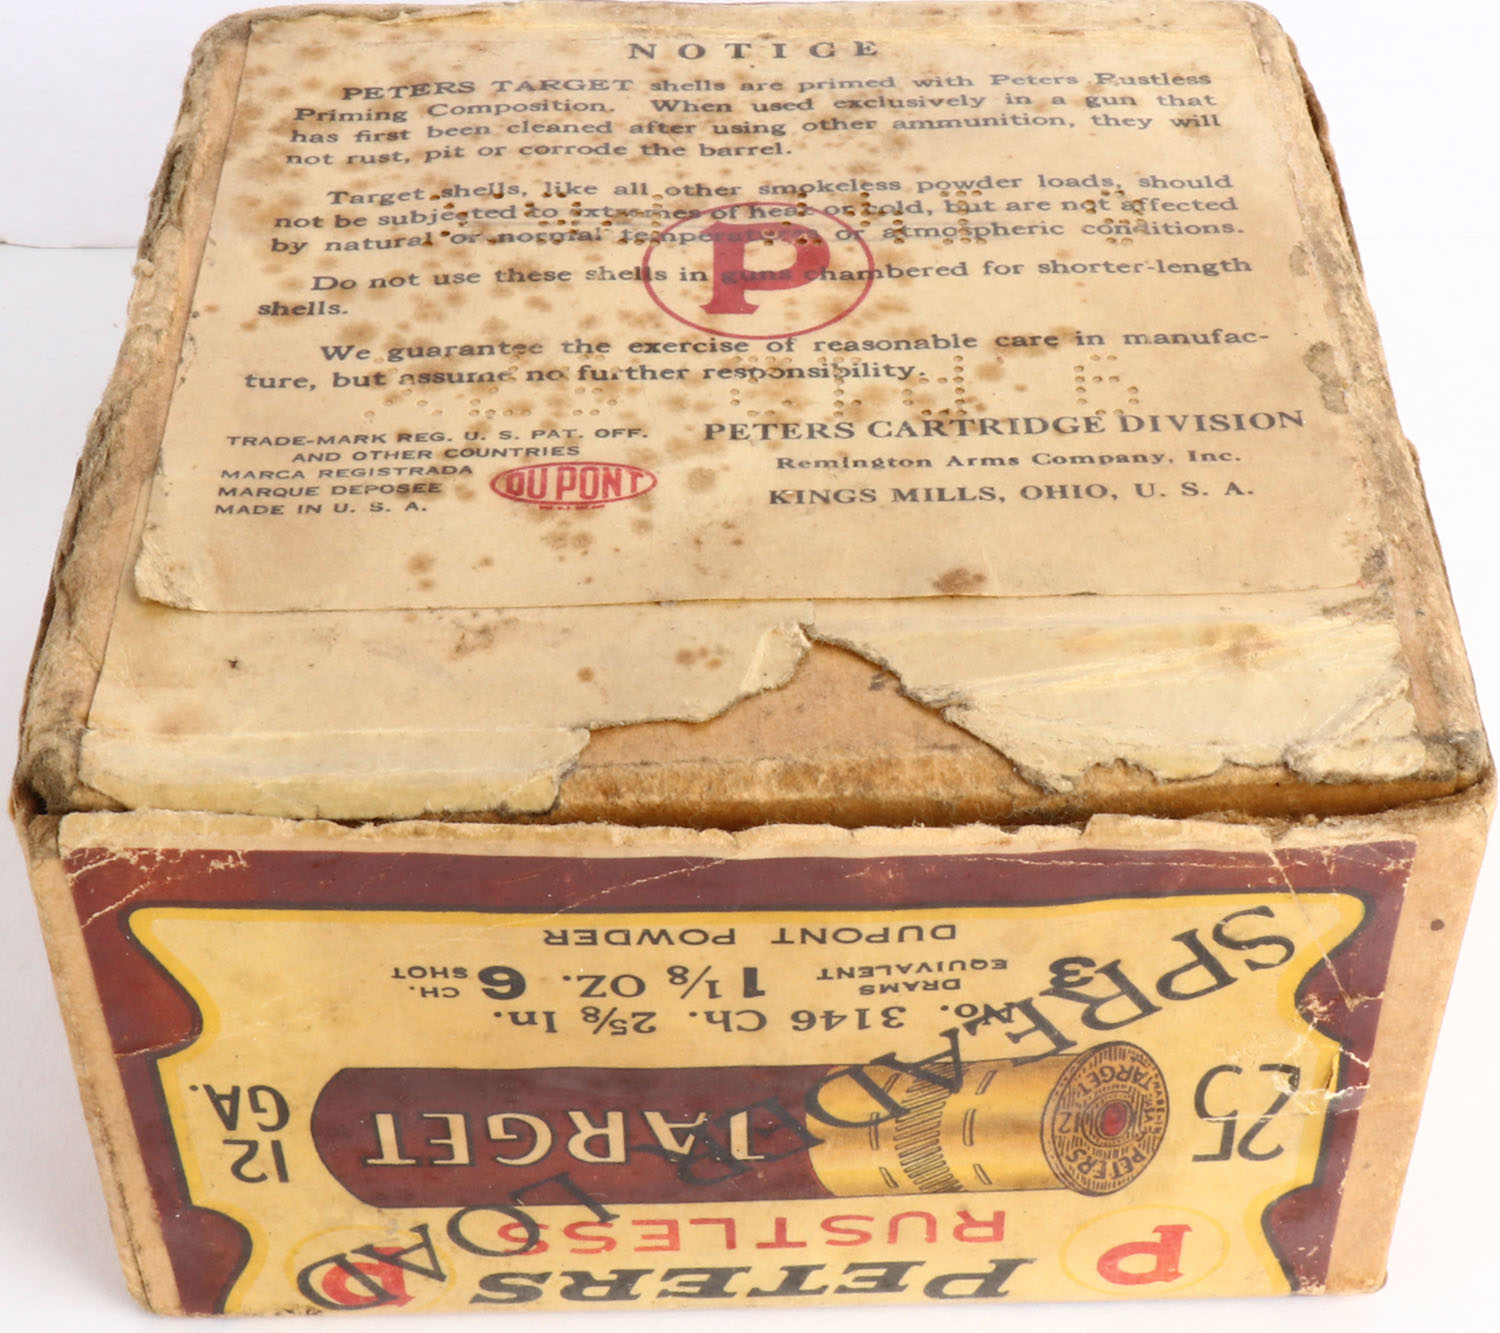 NOTICE
PETERS TARGET shells are primed with Peters Rustless
Priming Composition. When used exclusively in a gun that
has first been cleaned after using other ammunition, they will
not rust, pit or corrode the barrel.
Target shells, like all other smokeless powder loads, should
not be subjected to extremes of heat or cold, but are not affected
by natural or normal temperatures or atmospheric conditions.
P
Do not use these shells in guns chambered for shorter-length
shells.
We guarantee the exercise of reasonable care in manufac-
ture, but assume no further responsibility.
TRADE-MARK REG. U. S. PAT. OFF.
AND OTHER COUNTRIES
MARCA REGISTRADA
MARQUE DEPOSEE
MADE IN U. S. A.
DU PONT
PETERS CARTRIDGE DIVISION
Remington Arms Company, Inc.
KINGS MILLS, OHIO, U. S. A.
P PETERS P
RUSTLESS
25
PETERS
12
TARGET
TARGET
12
GA.
No. 3146 Ch. 2⅝ In.
3 DRAMS
EQUIVALENT 1⅛ OZ. 6 CH.
SHOT
DUPONT POWDER
SPREADER LOAD